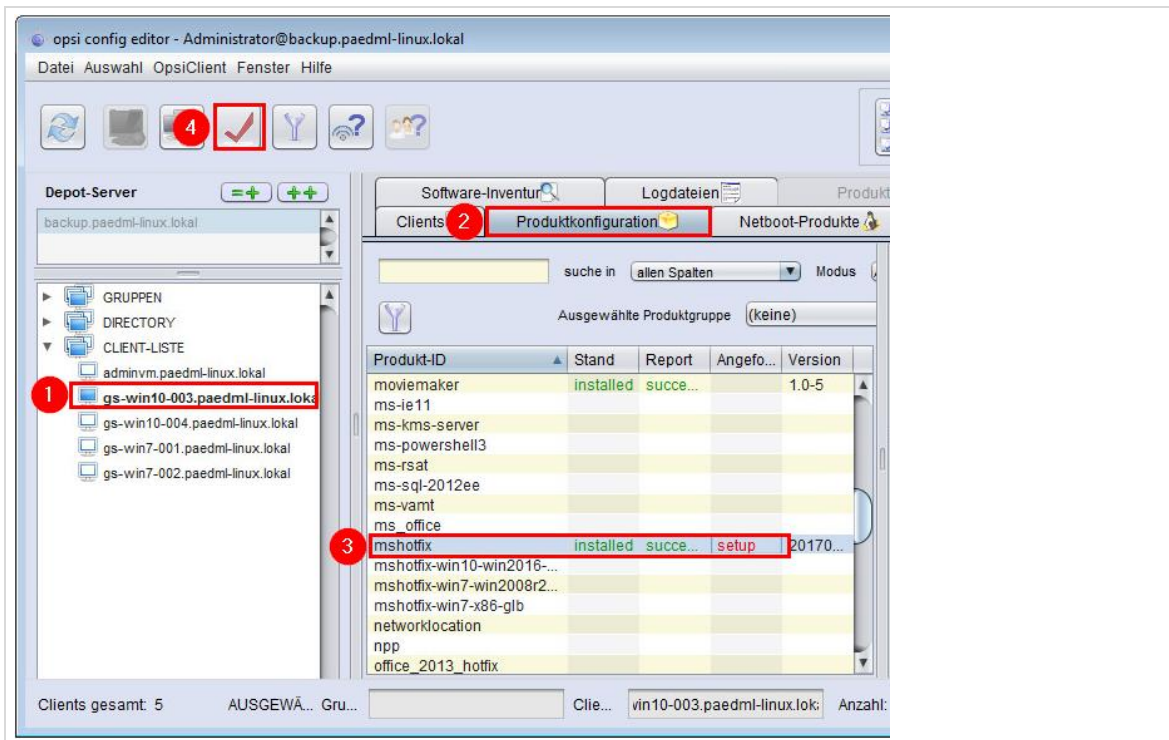 opsi config editor - Administrator@backup.paedml-linux.lokal
Datei Auswahl OpsiClient Fenster Hilfe
4
Depot-Server
backup.paedml-linux.lokal
GRUPPEN
DIRECTORY
CLIENT-LISTE
adminvm.paedml-linux.lokal
1 gs-win10-003.paedml-linux.loka
gs-win10-004.paedml-linux.lokal
gs-win7-001.paedml-linux.lokal
gs-win7-002.paedml-linux.lokal
Software-Inventur Logdateien Produkt
Clients 2 Produktkonfiguration Netboot-Produkte
suche in allen Spalten Modus
Ausgewählte Produktgruppe (keine)
Produkt-ID Stand Report Angefo... Version
moviemaker installed succe... 1.0-5
ms-ie11
ms-kms-server
ms-powershell3
ms-rsat
ms-sql-2012ee
ms-vamt
ms_office
3 mshotfix installed succe... setup 20170...
mshotfix-win10-win2016-...
mshotfix-win7-win2008r2...
mshotfix-win7-x86-glb
networklocation
npp
office_2013_hotfix
Clients gesamt: 5 AUSGEWÄ... Gru... Clie... win10-003.paedml-linux.lok Anzahl: